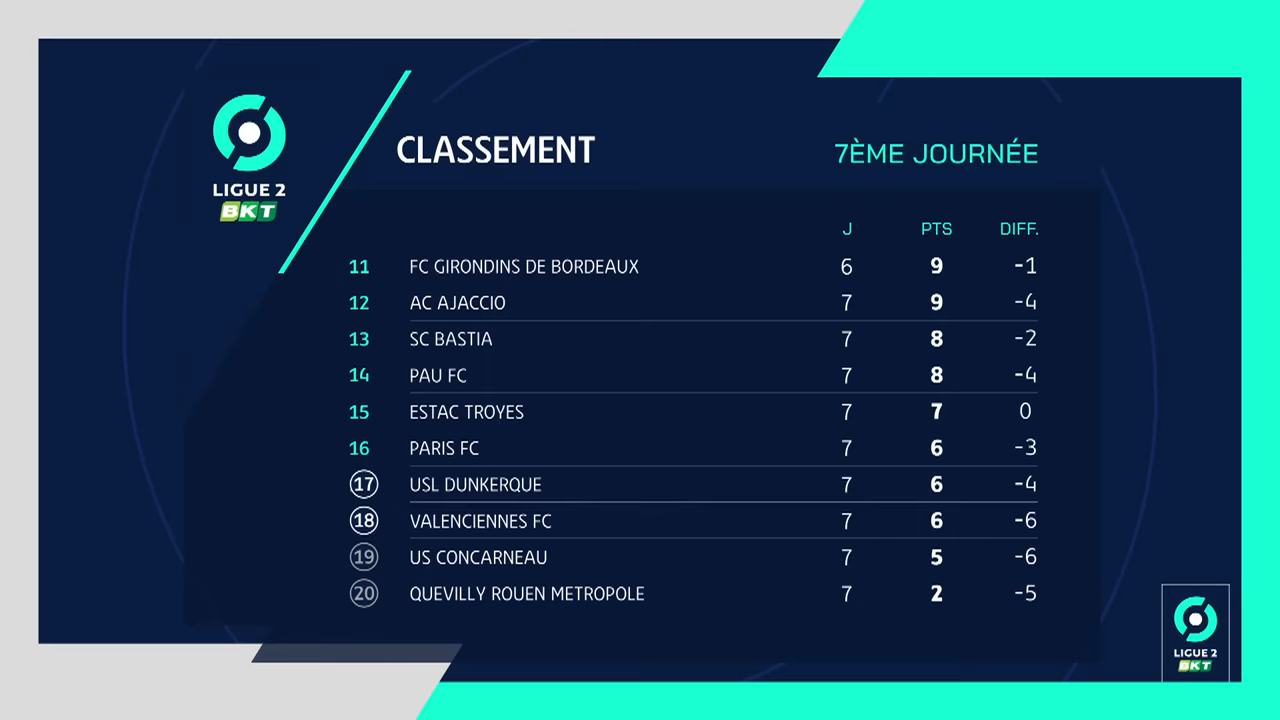 CLASSEMENT
7ÈME JOURNÉE
LIGUE 2
BKT
J PTS DIFF.
11 FC GIRONDINS DE BORDEAUX 6 9 -1
12 AC AJACCIO 7 9 -4
13 SC BASTIA 7 8 -2
14 PAU FC 7 8 -4
15 ESTAC TROYES 7 7 0
16 PARIS FC 7 6 -3
17 USL DUNKERQUE 7 6 -4
18 VALENCIENNES FC 7 6 -6
19 US CONCARNEAU 7 5 -6
20 QUEVILLY ROUEN METROPOLE 7 2 -5
LIGUE 2
BKT